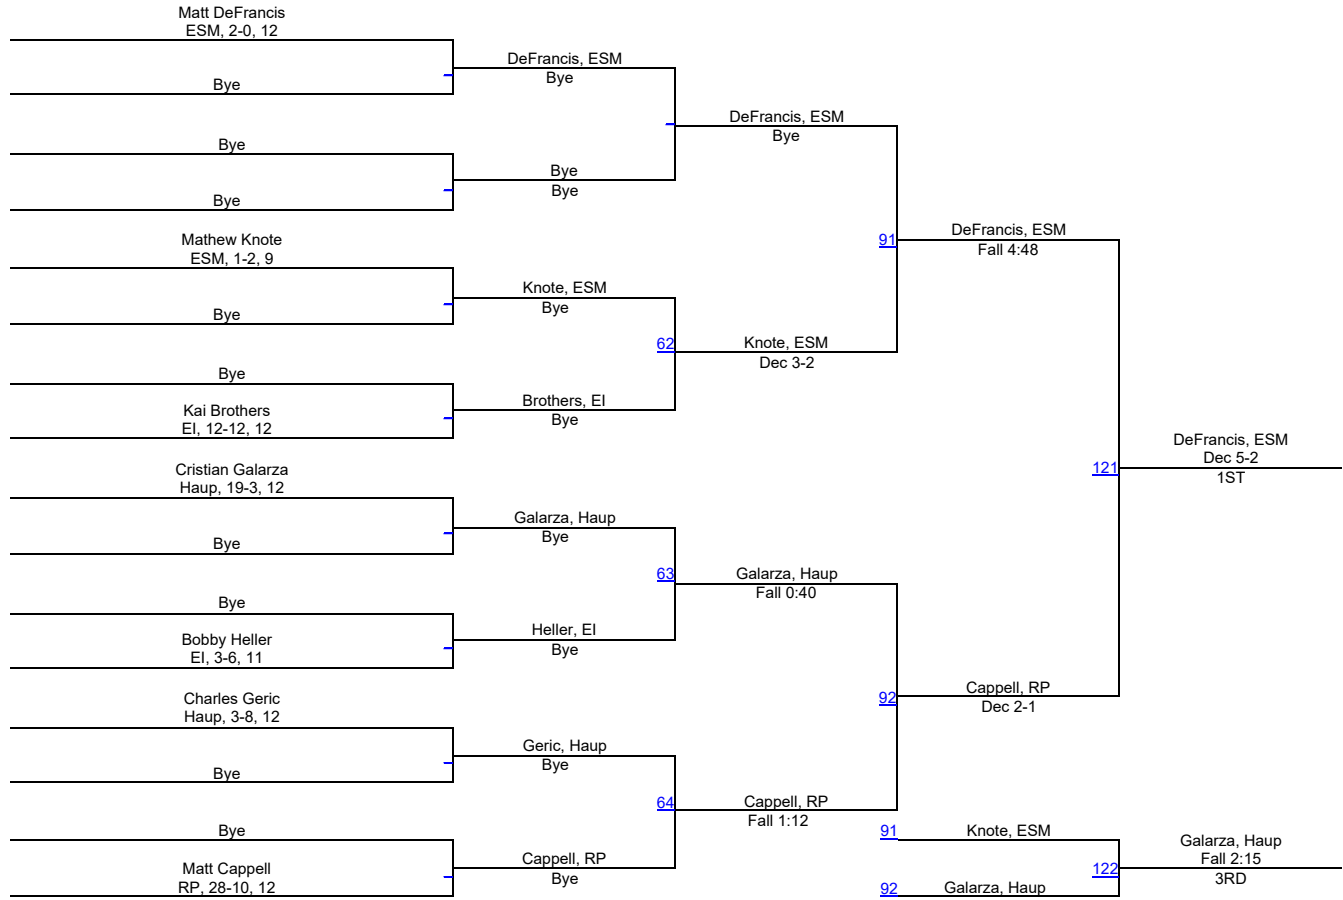 Matt DeFrancis
ESM, 2-0, 12
Bye
Bye
Bye
Mathew Knote
ESM, 1-2, 9
Bye
Bye
Kai Brothers
EI, 12-12, 12
Cristian Galarza
Haup, 19-3, 12
Bye
Bye
Bobby Heller
EI, 3-6, 11
Charles Geric
Haup, 3-8, 12
Bye
Bye
Matt Cappell
RP, 28-10, 12
DeFrancis, ESM
Bye
Bye
Bye
Knote, ESM
Bye
62
Brothers, EI
Bye
Galarza, Haup
Bye
63
Heller, EI
Bye
Geric, Haup
Bye
64
Cappell, RP
Bye
DeFrancis, ESM
Bye
91
Knote, ESM
Dec 3-2
Galarza, Haup
Fall 0:40
92
Cappell, RP
Fall 1:12
DeFrancis, ESM
Fall 4:48
121
Cappell, RP
Dec 2-1
DeFrancis, ESM
Dec 5-2
1ST
91
Knote, ESM
122
92
Galarza, Haup
Galarza, Haup
Fall 2:15
3RD